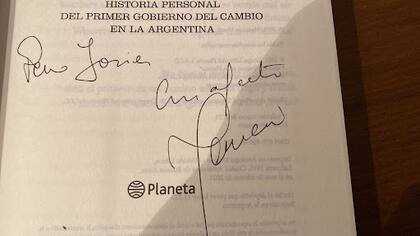 HISTORIA PERSONAL
DEL PRIMER GOBIERNO DEL CAMBIO
EN LA ARGENTINA
Para Javier
con afecto
Planeta